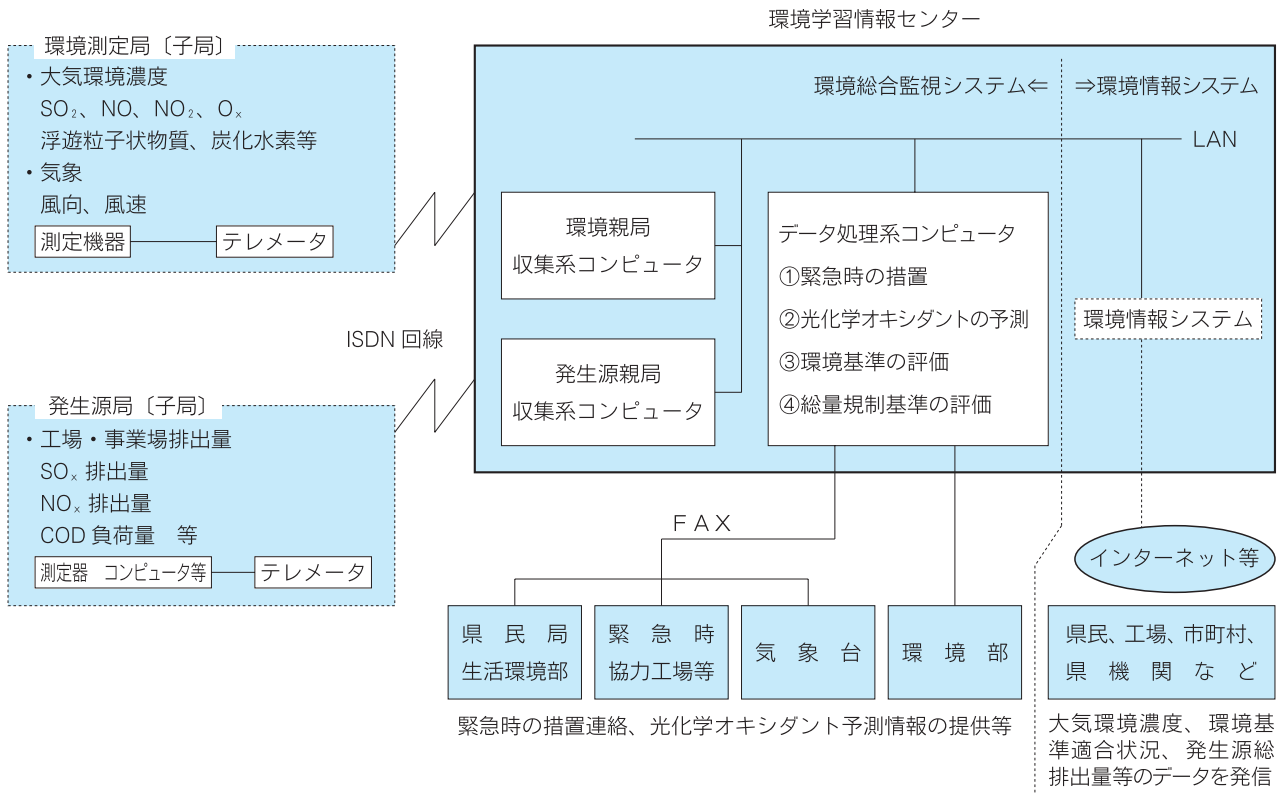 環境学習情報センター
環境測定局〔子局〕
・大気環境濃度
SO₂、NO、NO₂、Oₓ
浮遊粒子状物質、炭化水素等
・気象
風向、風速
測定機器
テレメータ
ISDN 回線
発生源局〔子局〕
・工場・事業場排出量
SOₓ 排出量
NOₓ 排出量
COD 負荷量　等
測定器　コンピュータ等
テレメータ
環境総合監視システム⇐
⇒環境情報システム
LAN
環境親局
収集系コンピュータ
発生源親局
収集系コンピュータ
データ処理系コンピュータ
①緊急時の措置
②光化学オキシダントの予測
③環境基準の評価
④総量規制基準の評価
環境情報システム
FAX
インターネット等
県民局
生活環境部
緊急時
協力工場等
気象台
環境部
県民、工場、市町村、
県機関など
緊急時の措置連絡、光化学オキシダント予測情報の提供等
大気環境濃度、環境基
準適合状況、発生源総
排出量等のデータを発信